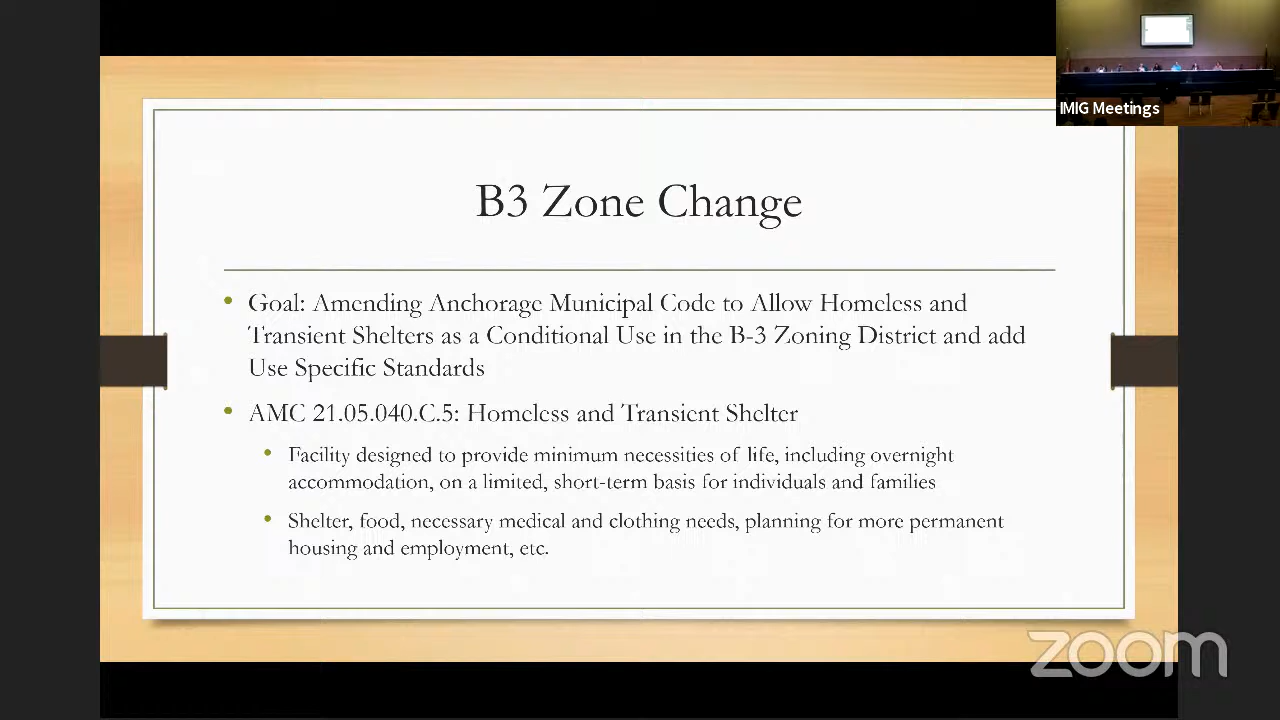 IMIG Meetings
B3 Zone Change
• Goal: Amending Anchorage Municipal Code to Allow Homeless and
Transient Shelters as a Conditional Use in the B-3 Zoning District and add
Use Specific Standards
• AMC 21.05.040.C.5: Homeless and Transient Shelter
• Facility designed to provide minimum necessities of life, including overnight
accommodation, on a limited, short-term basis for individuals and families
• Shelter, food, necessary medical and clothing needs, planning for more permanent
housing and employment, etc.
zoom